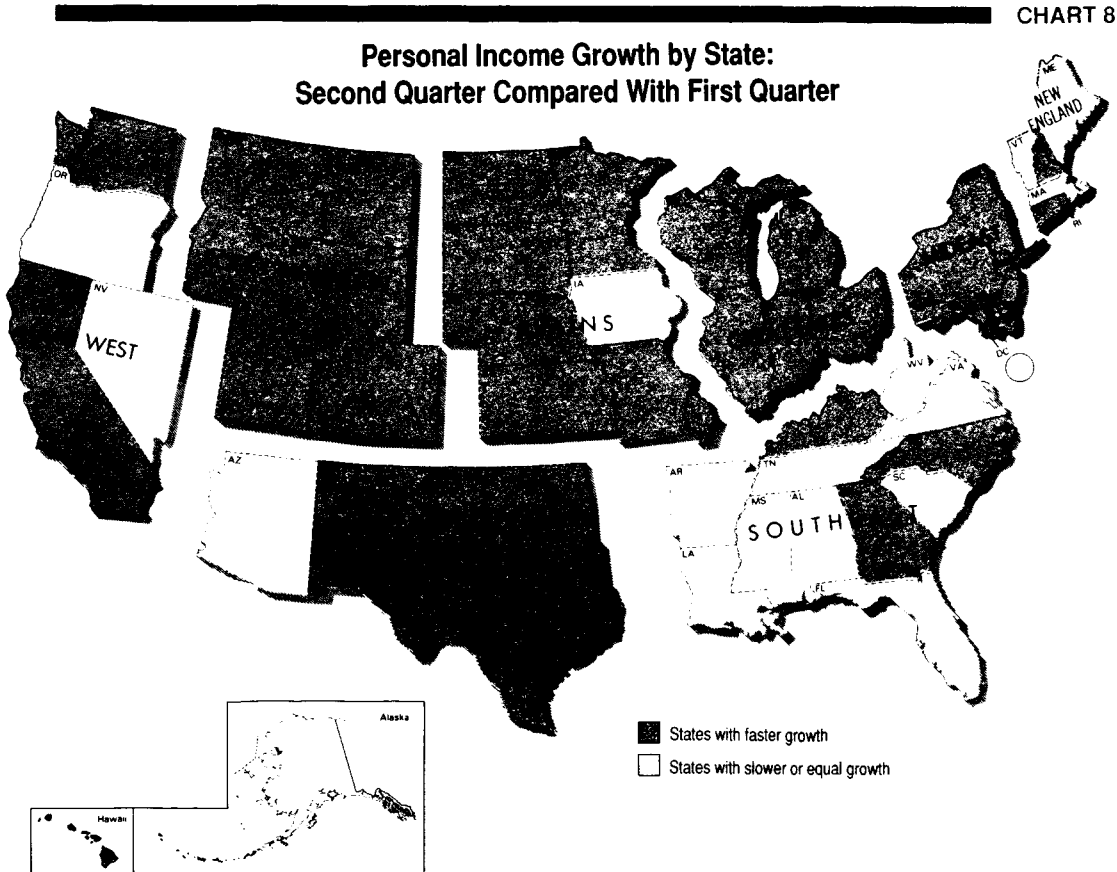 CHART 8
Personal Income Growth by State:
Second Quarter Compared With First Quarter
ME
NEW
ENGLAND
VT
MA
RI
OR
NV
WEST
IA
NS
DC
WV
VA
AZ
AR
TN
SC
MS
AL
SOUTH
T
LA
FL
States with faster growth
States with slower or equal growth
Alaska
Hawaii